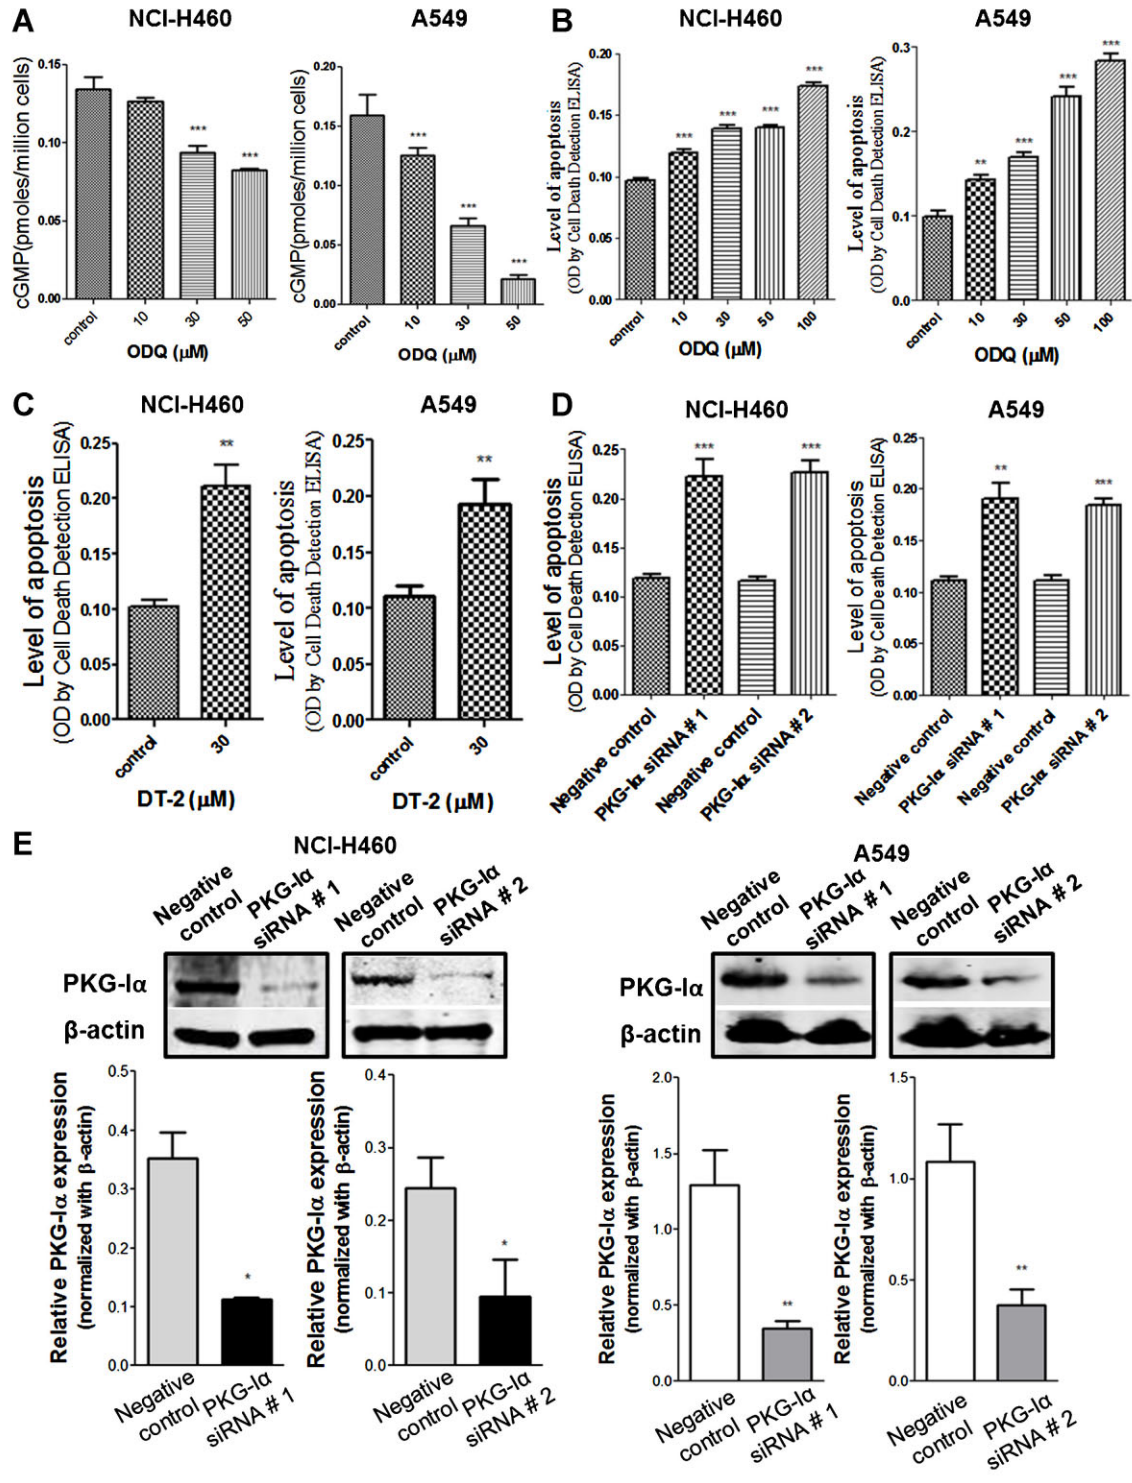 A
NCI-H460
A549
cGMP(pmoles/million cells)
0.15
0.10
0.05
0.00
***
***
control
10
30
50
ODQ (µM)
cGMP(pmoles/million cells)
0.20
0.15
0.10
0.05
0.00
***
***
***
control
10
30
50
ODQ (µM)
B
NCI-H460
A549
Level of apoptosis
(OD by Cell Death Detection ELISA)
0.20
0.15
0.10
0.05
0.00
***
***
***
***
control
10
30
50
100
ODQ (µM)
Level of apoptosis
(OD by Cell Death Detection ELISA)
0.3
0.2
0.1
0.0
**
***
***
***
control
10
30
50
100
ODQ (µM)
C
NCI-H460
A549
Level of apoptosis
(OD by Cell Death Detection ELISA)
0.25
0.20
0.15
0.10
0.05
0.00
**
control
30
DT-2 (µM)
Level of apoptosis
(OD by Cell Death Detection ELISA)
0.25
0.20
0.15
0.10
0.05
0.00
**
control
30
DT-2 (µM)
D
NCI-H460
A549
Level of apoptosis
(OD by Cell Death Detection ELISA)
0.25
0.20
0.15
0.10
0.05
0.00
***
***
Negative control
PKG-Iα siRNA # 1
Negative control
PKG-Iα siRNA # 2
Level of apoptosis
(OD by Cell Death Detection ELISA)
0.25
0.20
0.15
0.10
0.05
0.00
**
***
Negative control
PKG-Iα siRNA # 1
Negative control
PKG-Iα siRNA # 2
E
NCI-H460
A549
Negative
control
PKG-Iα
siRNA # 1
Negative
control
PKG-Iα
siRNA # 2
PKG-Iα
β-actin
Negative
control
PKG-Iα
siRNA # 1
Negative
control
PKG-Iα
siRNA # 2
PKG-Iα
β-actin
Relative PKG-Iα expression
(normalized with β-actin)
0.5
0.4
0.3
0.2
0.1
0.0
*
Negative
control
PKG-Iα
siRNA # 1
Relative PKG-Iα expression
(normalized with β-actin)
0.4
0.3
0.2
0.1
0.0
*
Negative
control
PKG-Iα
siRNA # 2
Relative PKG-Iα expression
(normalized with β-actin)
2.0
1.5
1.0
0.5
0.0
**
Negative
control
PKG-Iα
siRNA # 1
Relative PKG-Iα expression
(normalized with β-actin)
1.5
1.0
0.5
0.0
**
Negative
control
PKG-Iα
siRNA # 2